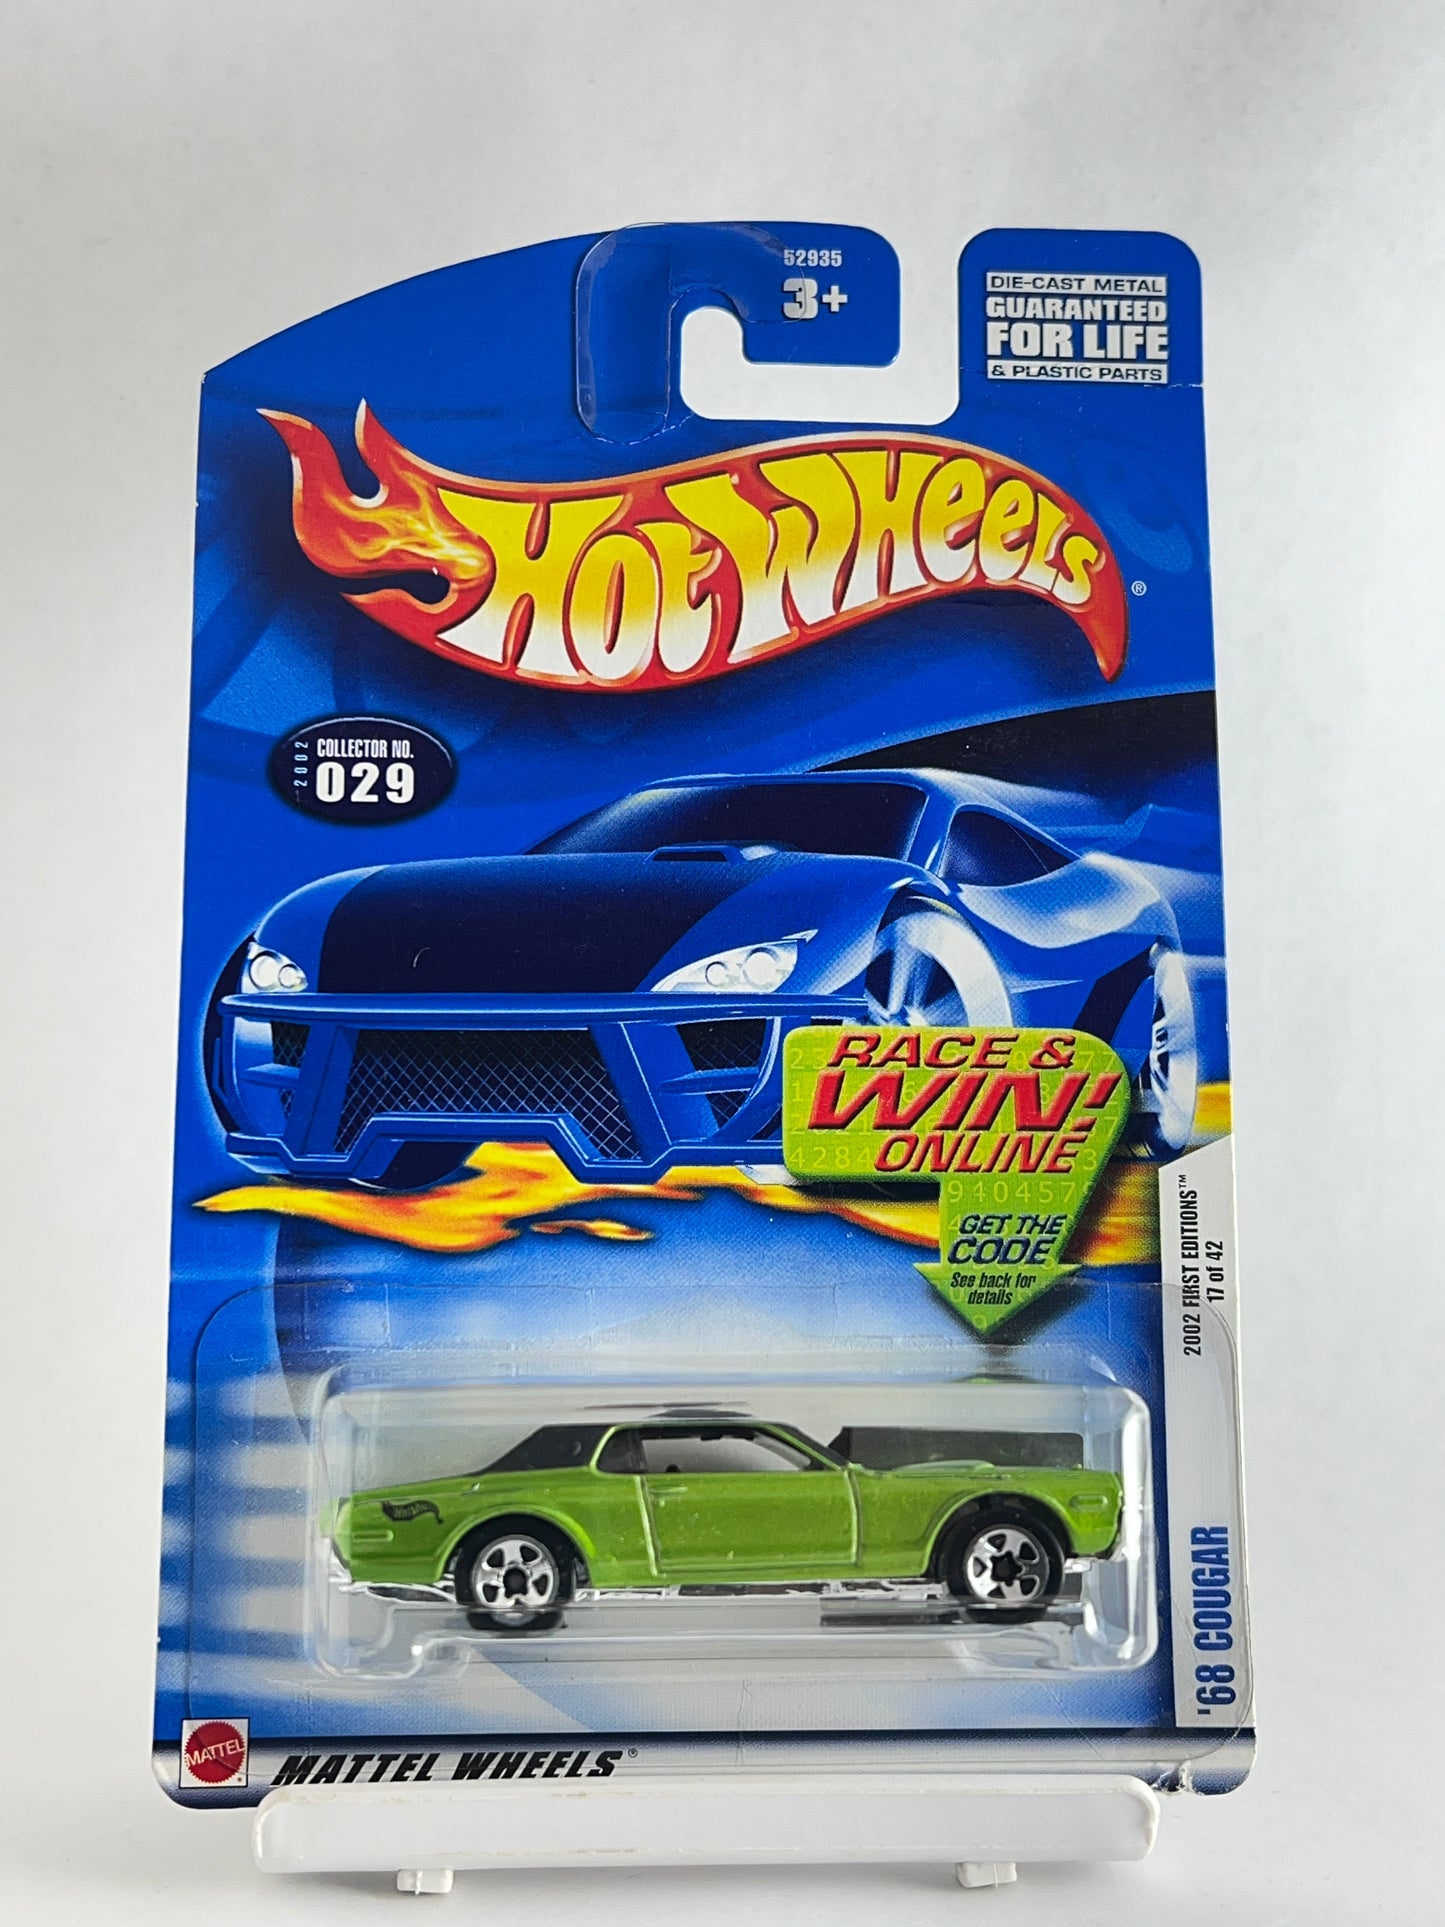 52935
3+
DIE-CAST METAL
GUARANTEED
FOR LIFE
& PLASTIC PARTS
HOT WHEELS®
2002
COLLECTOR NO.
029
RACE &
WIN!
ONLINE
94045
GET THE
CODE
See back for
details
2002 FIRST EDITIONS™
17 of 42
'68 COUGAR
MATTEL
MATTEL WHEELS®